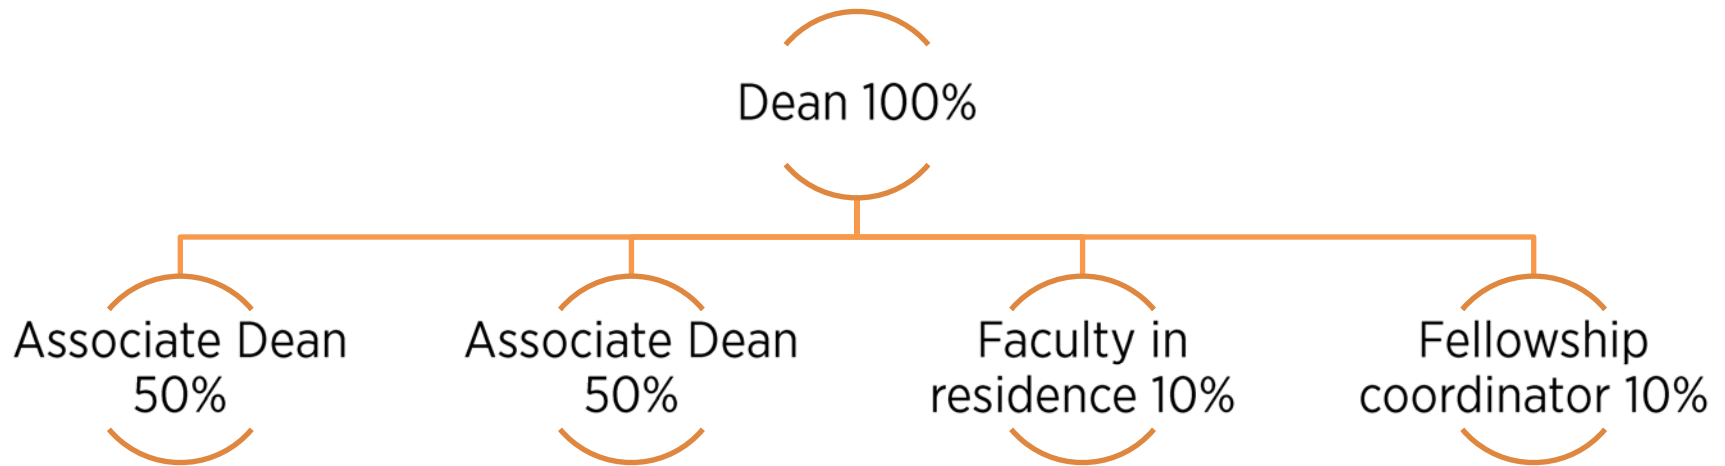 Dean 100%
Associate Dean
50%
Associate Dean
50%
Faculty in
residence 10%
Fellowship
coordinator 10%